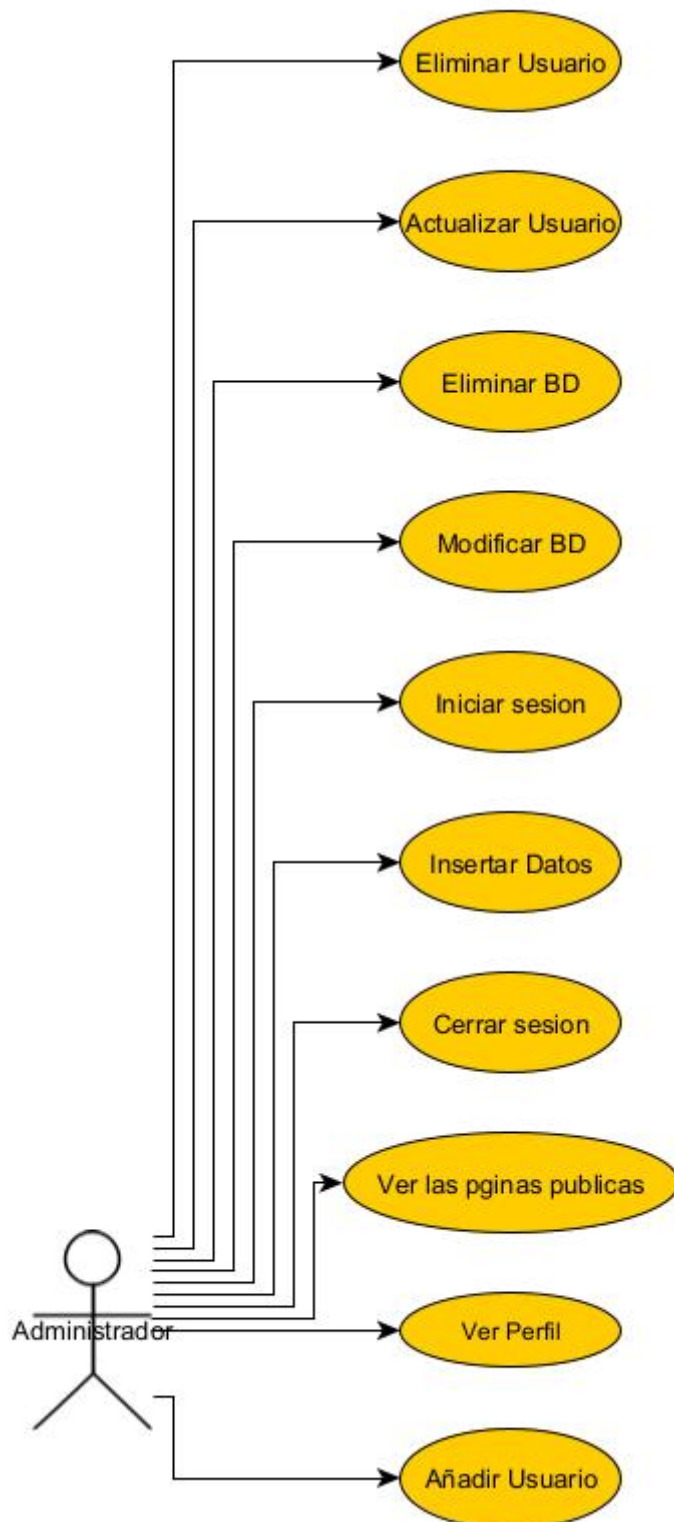 Eliminar Usuario
Actualizar Usuario
Eliminar BD
Modificar BD
Iniciar sesion
Insertar Datos
Cerrar sesion
Ver las pginas publicas
Administrador
Ver Perfil
Añadir Usuario